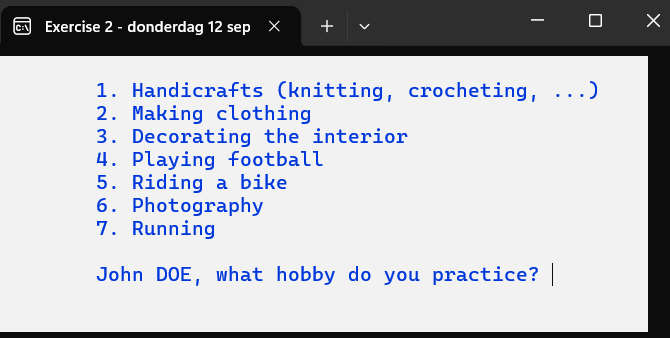 Exercise 2 - donderdag 12 sep
1. Handicrafts (knitting, crocheting, ...)
2. Making clothing
3. Decorating the interior
4. Playing football
5. Riding a bike
6. Photography
7. Running
John DOE, what hobby do you practice?